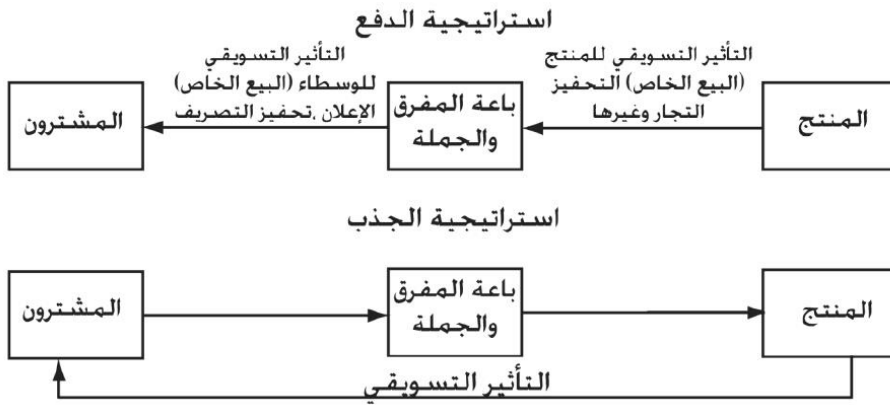 استراتيجية الدفع
المنتج
التأثير التسويقي للمنتج
(البيع الخاص) التحفيز
التجار وغيرها
باعة المفرق
والجملة
التأثير التسويقي
للوسطاء (البيع الخاص)
الإعلان ,تحفيز التصريف
المشترون
استراتيجية الجذب
المنتج
باعة المفرق
والجملة
المشترون
التأثير التسويقي